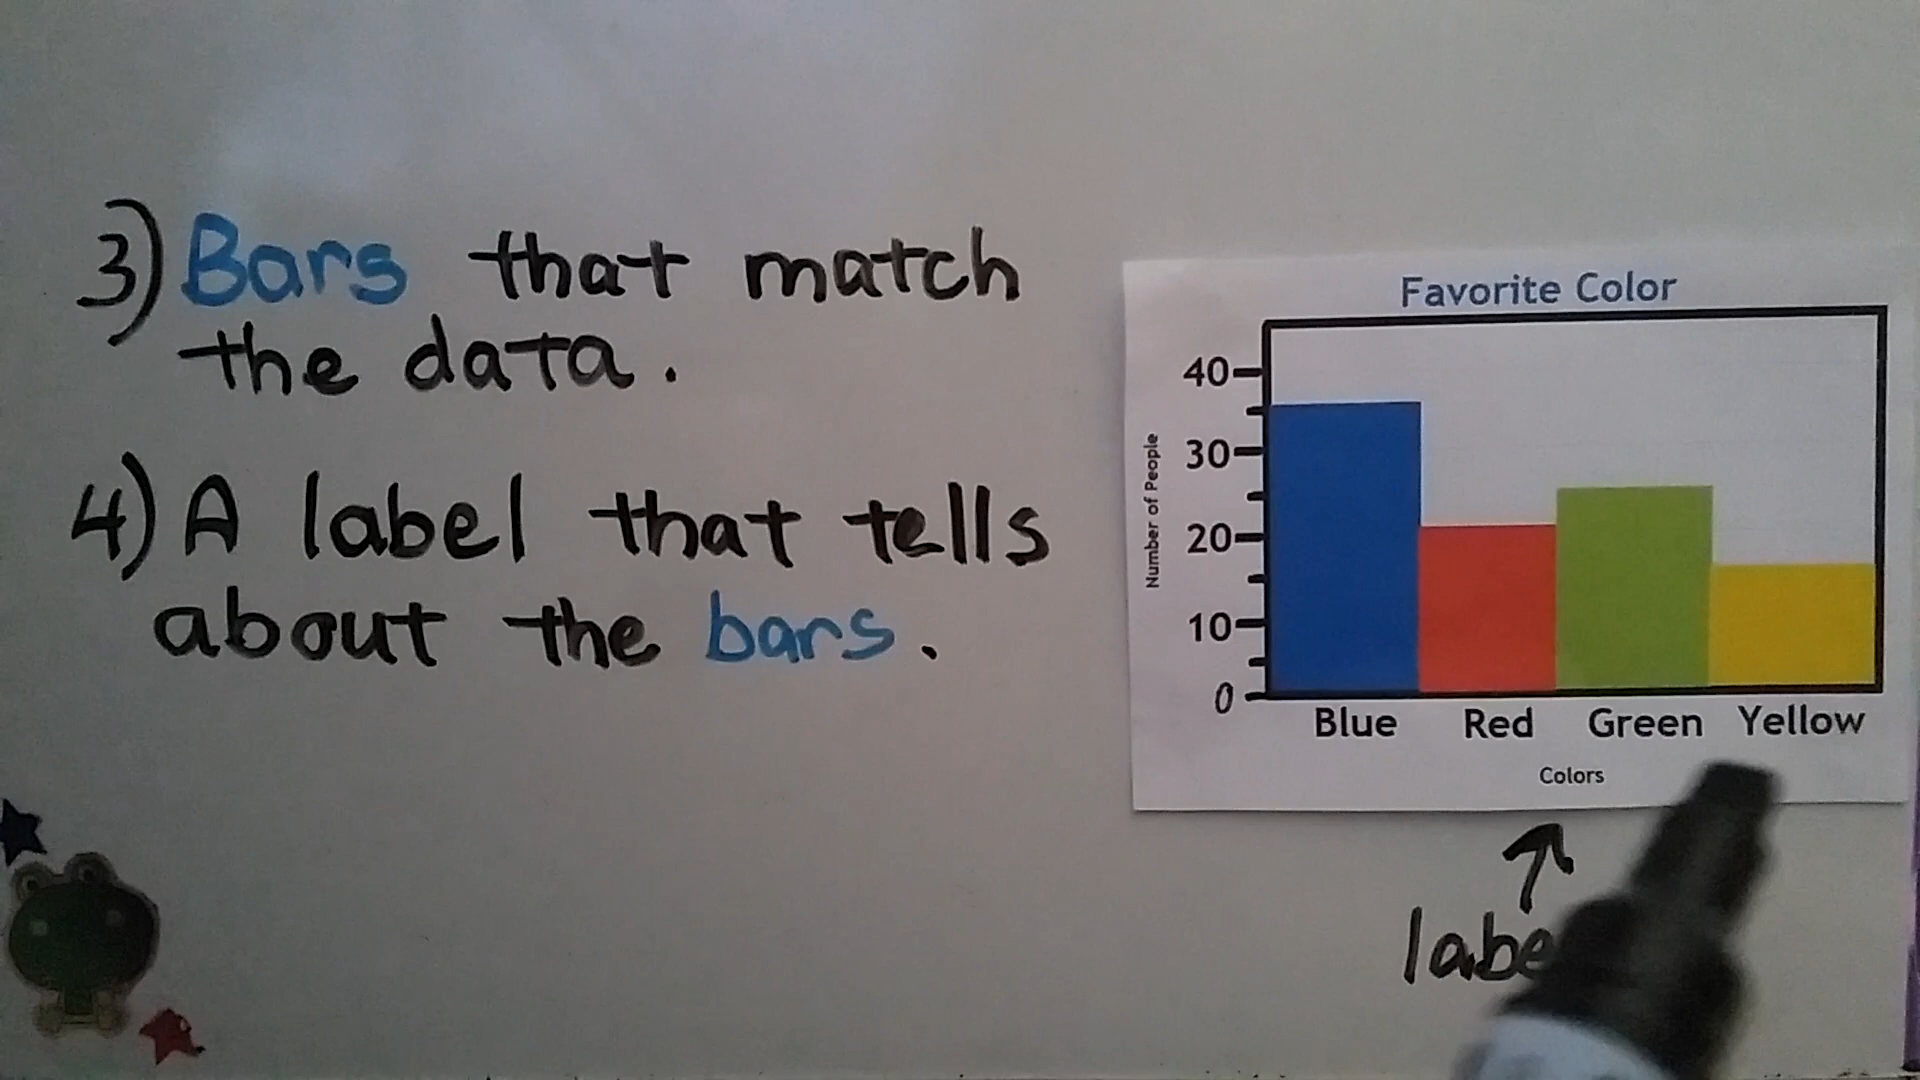 3) Bars that match
the data.
4) A label that tells
about the bars.
Favorite Color
Number of People
40
30
20
10
0
Blue Red Green Yellow
Colors